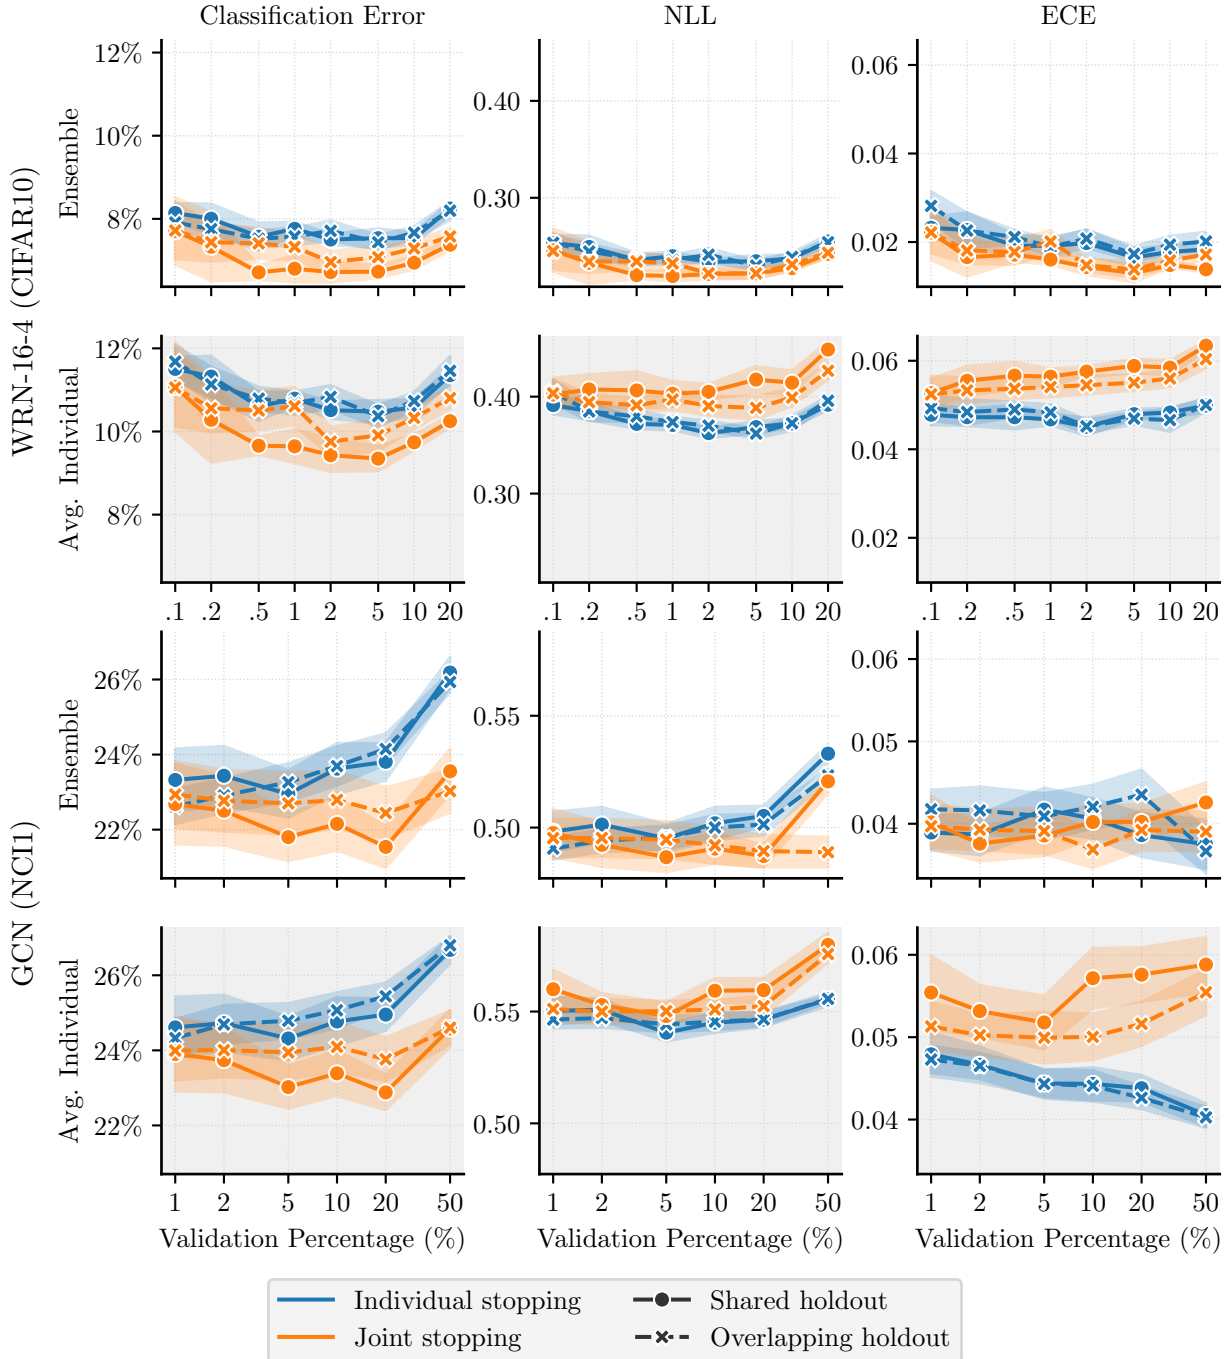 Classification Error NLL ECE
WRN-16-4 (CIFAR10)
Ensemble
12% 10% 8%
0.40 0.30
0.06 0.04 0.02
Avg. Individual
12% 10% 8%
0.40 0.30
0.06 0.04 0.02
.1 .2 .5 1 2 5 10 20
.1 .2 .5 1 2 5 10 20
.1 .2 .5 1 2 5 10 20
GCN (NCI1)
Ensemble
26% 24% 22%
0.55 0.50
0.06 0.05 0.04
Avg. Individual
26% 24% 22%
0.55 0.50
0.06 0.05 0.04
1 2 5 10 20 50
1 2 5 10 20 50
1 2 5 10 20 50
Validation Percentage (%) Validation Percentage (%) Validation Percentage (%)
Individual stopping Shared holdout
Joint stopping Overlapping holdout